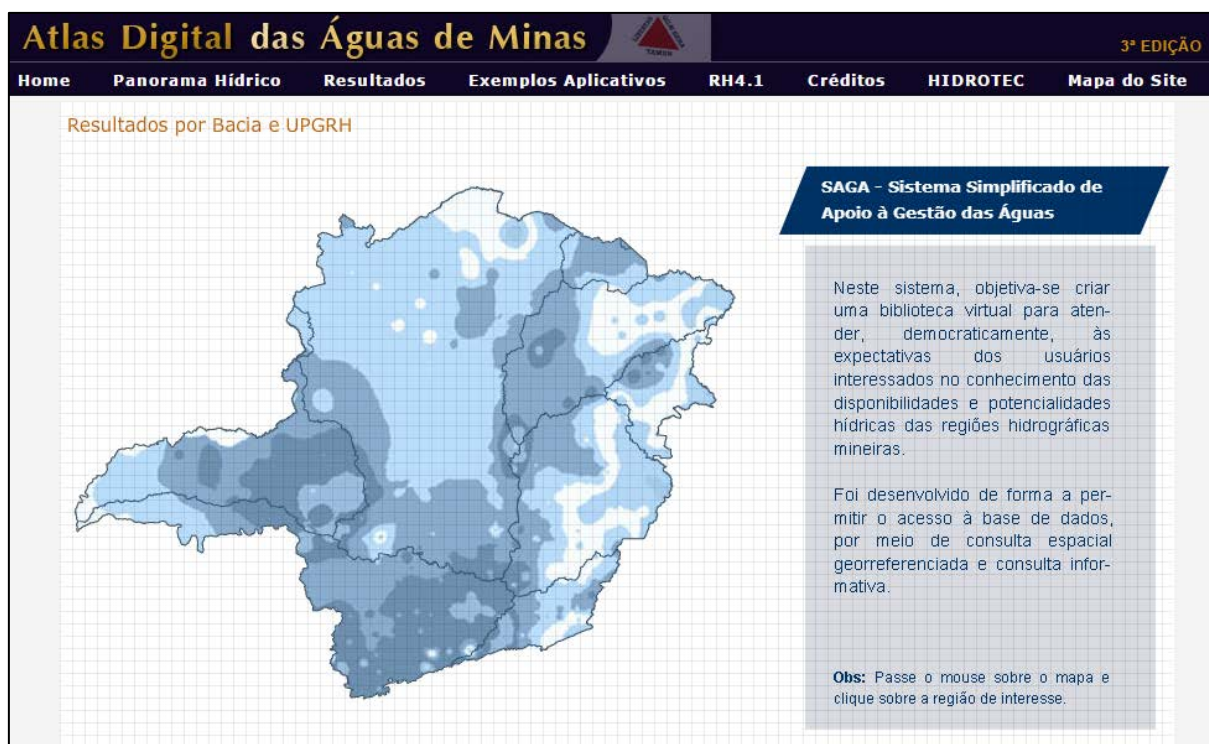 Atlas Digital das Águas de Minas
3ª EDIÇÃO
Home Panorama Hídrico Resultados Exemplos Aplicativos RH4.1 Créditos HIDROTEC Mapa do Site
Resultados por Bacia e UPGRH
SAGA - Sistema Simplificado de
Apoio à Gestão das Águas
Neste sistema, objetiva-se criar
uma biblioteca virtual para aten-
der, democraticamente, às
expectativas dos usuários
interessados no conhecimento das
disponibilidades e potencialidades
hídricas das regiões hidrográficas
mineiras.
Foi desenvolvido de forma a per-
mitir o acesso à base de dados,
por meio de consulta espacial
georreferenciada e consulta infor-
mativa.
Obs: Passe o mouse sobre o mapa e
clique sobre a região de interesse.